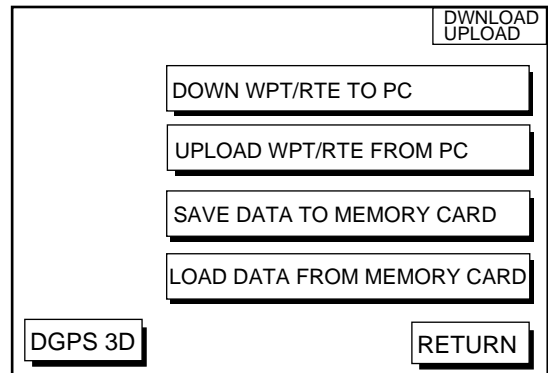 DWNLOAD
UPLOAD
DOWN WPT/RTE TO PC
UPLOAD WPT/RTE FROM PC
SAVE DATA TO MEMORY CARD
LOAD DATA FROM MEMORY CARD
DGPS 3D
RETURN